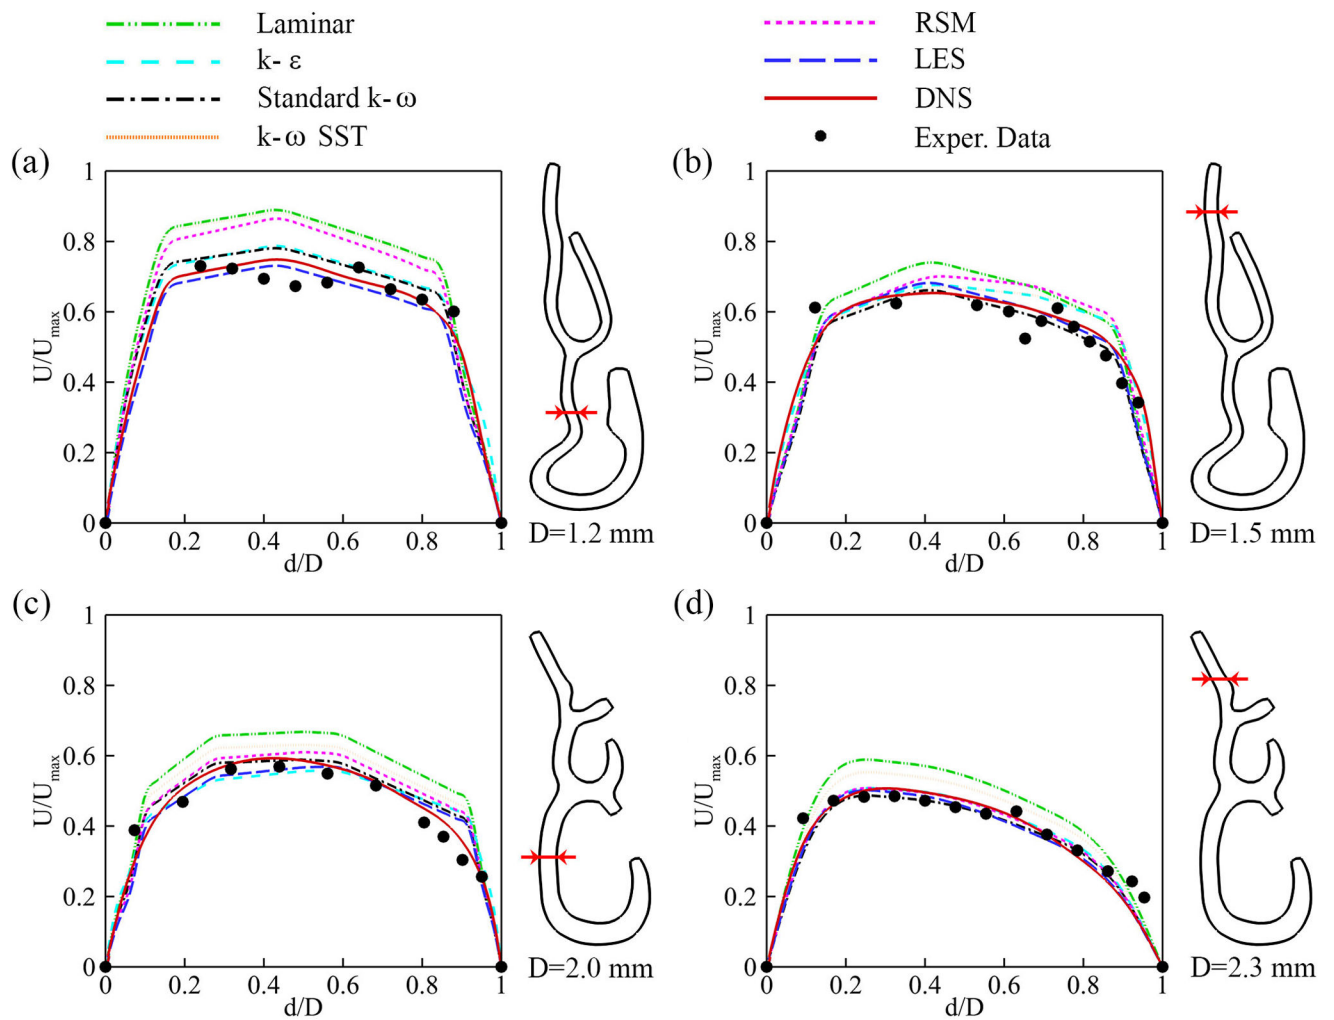 Laminar
k- ε
Standard k- ω
k- ω SST
RSM
LES
DNS
Exper. Data
(a)
1
0.8
0.6
0.4
0.2
0
U/Umax
0 0.2 0.4 0.6 0.8 1
d/D
D=1.2 mm
(b)
1
0.8
0.6
0.4
0.2
0
U/Umax
0 0.2 0.4 0.6 0.8 1
d/D
D=1.5 mm
(c)
1
0.8
0.6
0.4
0.2
0
U/Umax
0 0.2 0.4 0.6 0.8 1
d/D
D=2.0 mm
(d)
1
0.8
0.6
0.4
0.2
0
U/Umax
0 0.2 0.4 0.6 0.8 1
d/D
D=2.3 mm